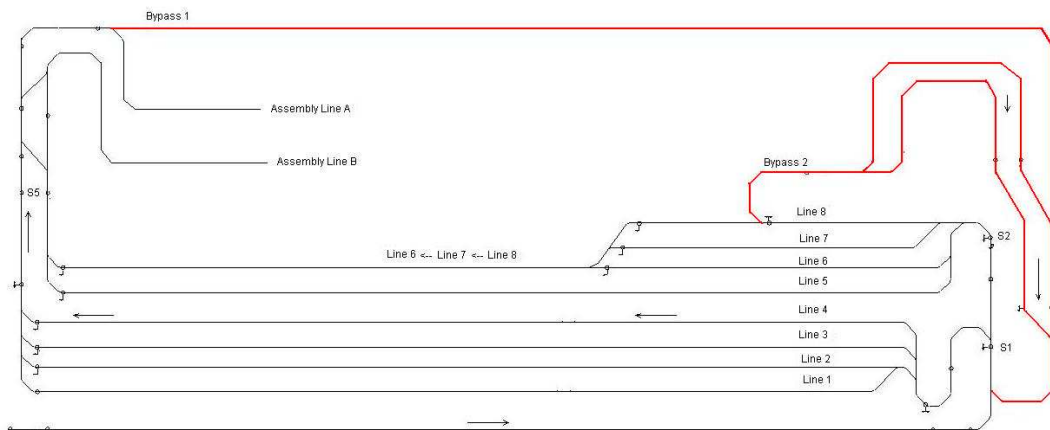 Bypass 1
Assembly Line A
Assembly Line B
Bypass 2
S5
Line 8
Line 7
S2
Line 6 <-- Line 7 <-- Line 8
Line 6
Line 5
Line 4
Line 3
S1
Line 2
Line 1